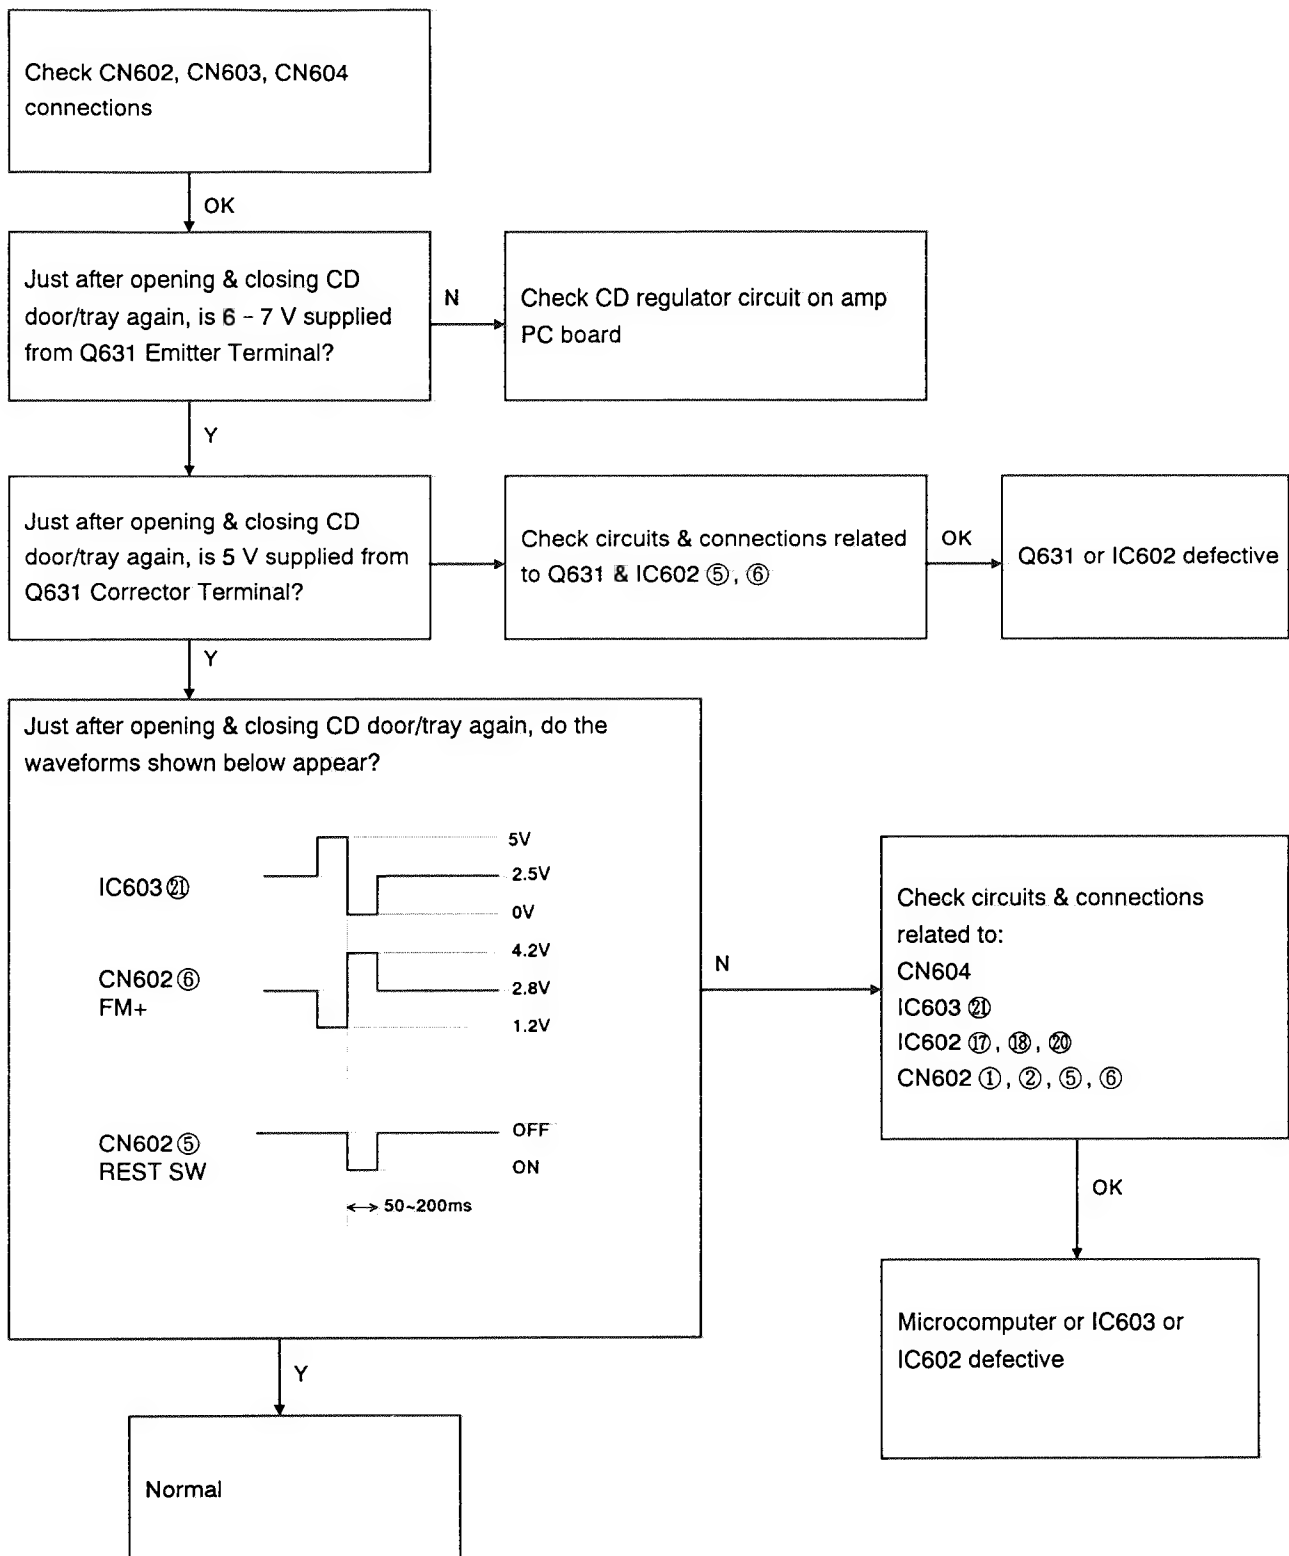 Check CN602, CN603, CN604
connections
OK
Just after opening & closing CD
door/tray again, is 6 – 7 V supplied
from Q631 Emitter Terminal?
N
Check CD regulator circuit on amp
PC board
Y
Just after opening & closing CD
door/tray again, is 5 V supplied from
Q631 Corrector Terminal?
Check circuits & connections related
to Q631 & IC602 ⑤, ⑥
OK
Q631 or IC602 defective
Y
Just after opening & closing CD door/tray again, do the
waveforms shown below appear?
IC603 ㉑
5V
2.5V
0V
CN602 ⑥
FM+
4.2V
2.8V
1.2V
CN602 ⑤
REST SW
OFF
ON
50~200ms
N
Check circuits & connections
related to:
CN604
IC603 ㉑
IC602 ⑰, ⑱, ⑳
CN602 ①, ②, ⑤, ⑥
OK
Microcomputer or IC603 or
IC602 defective
Y
Normal